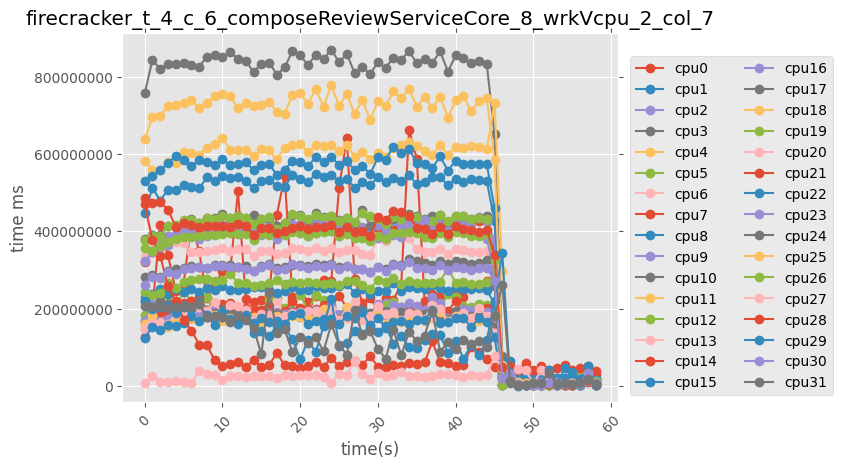 firecracker_t_4_c_6_composeReviewServiceCore_8_wrkVcpu_2_col_7
time ms
800000000
600000000
400000000
200000000
0
0
10
20
30
40
50
60
time(s)
cpu0
cpu1
cpu2
cpu3
cpu4
cpu5
cpu6
cpu7
cpu8
cpu9
cpu10
cpu11
cpu12
cpu13
cpu14
cpu15
cpu16
cpu17
cpu18
cpu19
cpu20
cpu21
cpu22
cpu23
cpu24
cpu25
cpu26
cpu27
cpu28
cpu29
cpu30
cpu31